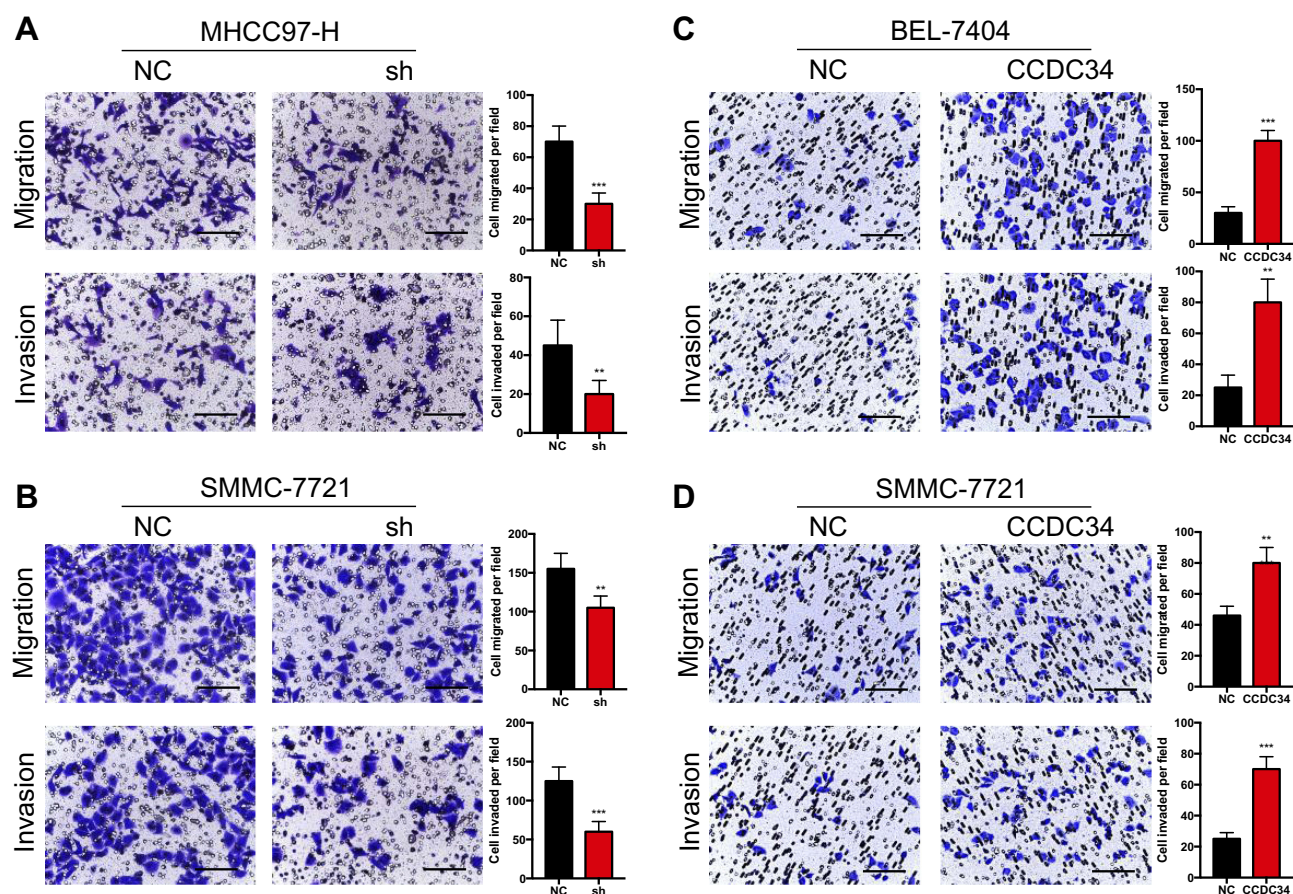 A
MHCC97-H
NC sh
Migration
Cell migrated per field
100
80
60
40
20
0
***
NC sh
Invasion
Cell invaded per field
80
60
40
20
0
**
NC sh
B
SMMC-7721
NC sh
Migration
Cell migrated per field
200
150
100
50
0
**
NC sh
Invasion
Cell invaded per field
200
150
100
50
0
***
NC sh
C
BEL-7404
NC CCDC34
Migration
Cell migrated per field
150
100
50
0
***
NC CCDC34
Invasion
Cell invaded per field
100
80
60
40
20
0
**
NC CCDC34
D
SMMC-7721
NC CCDC34
Migration
Cell migrated per field
100
80
60
40
20
0
**
NC CCDC34
Invasion
Cell invaded per field
100
80
60
40
20
0
***
NC CCDC34